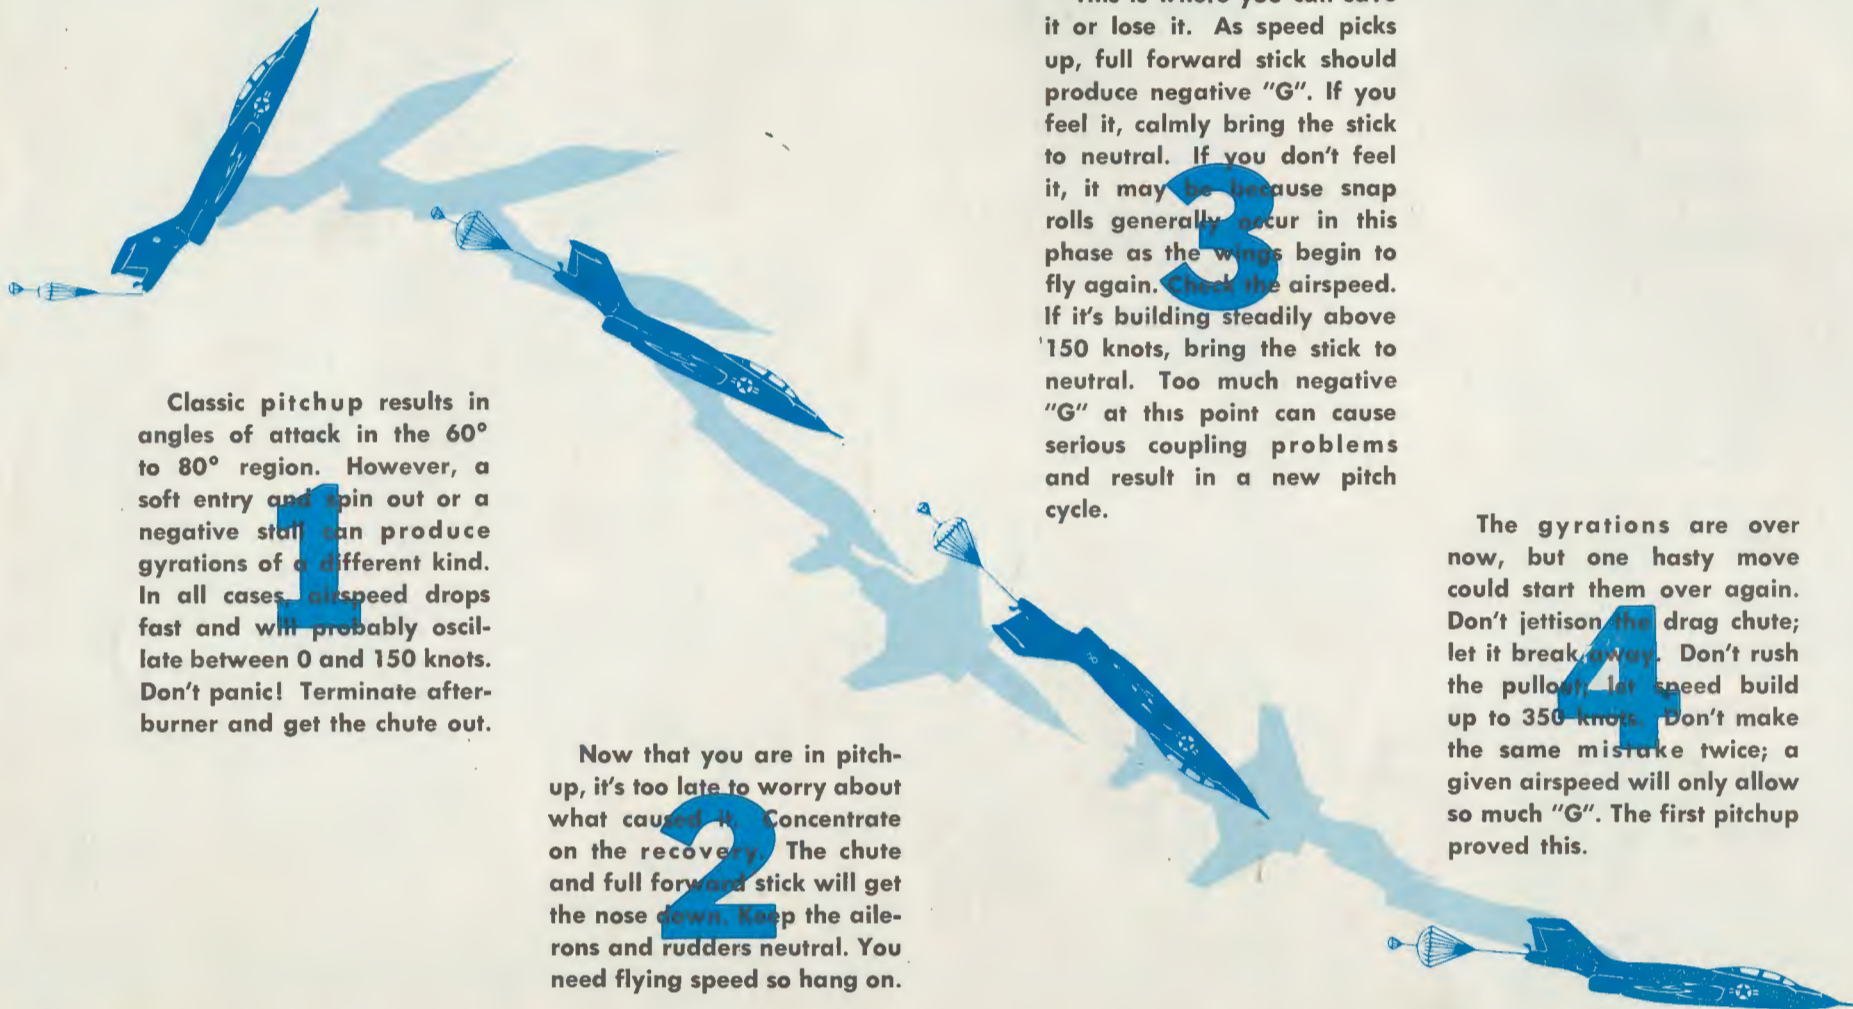 Classic pitchup results in
angles of attack in the 60°
to 80° region. However, a
soft entry and spin out or a
negative stall can produce
gyrations of a different kind.
In all cases, airspeed drops
fast and will probably oscil-
late between 0 and 150 knots.
Don't panic! Terminate after-
burner and get the chute out.
1
Now that you are in pitch-
up, it's too late to worry about
what caused it. Concentrate
on the recovery. The chute
and full forward stick will get
the nose down. Keep the aile-
rons and rudders neutral. You
need flying speed so hang on.
2
This is where you can save
it or lose it. As speed picks
up, full forward stick should
produce negative "G". If you
feel it, calmly bring the stick
to neutral. If you don't feel
it, it may be because snap
rolls generally occur in this
phase as the wings begin to
fly again. Check the airspeed.
If it's building steadily above
150 knots, bring the stick to
neutral. Too much negative
"G" at this point can cause
serious coupling problems
and result in a new pitch
cycle.
3
The gyrations are over
now, but one hasty move
could start them over again.
Don't jettison the drag chute;
let it break away. Don't rush
the pullout; let speed build
up to 350 knots. Don't make
the same mistake twice; a
given airspeed will only allow
so much "G". The first pitchup
proved this.
4